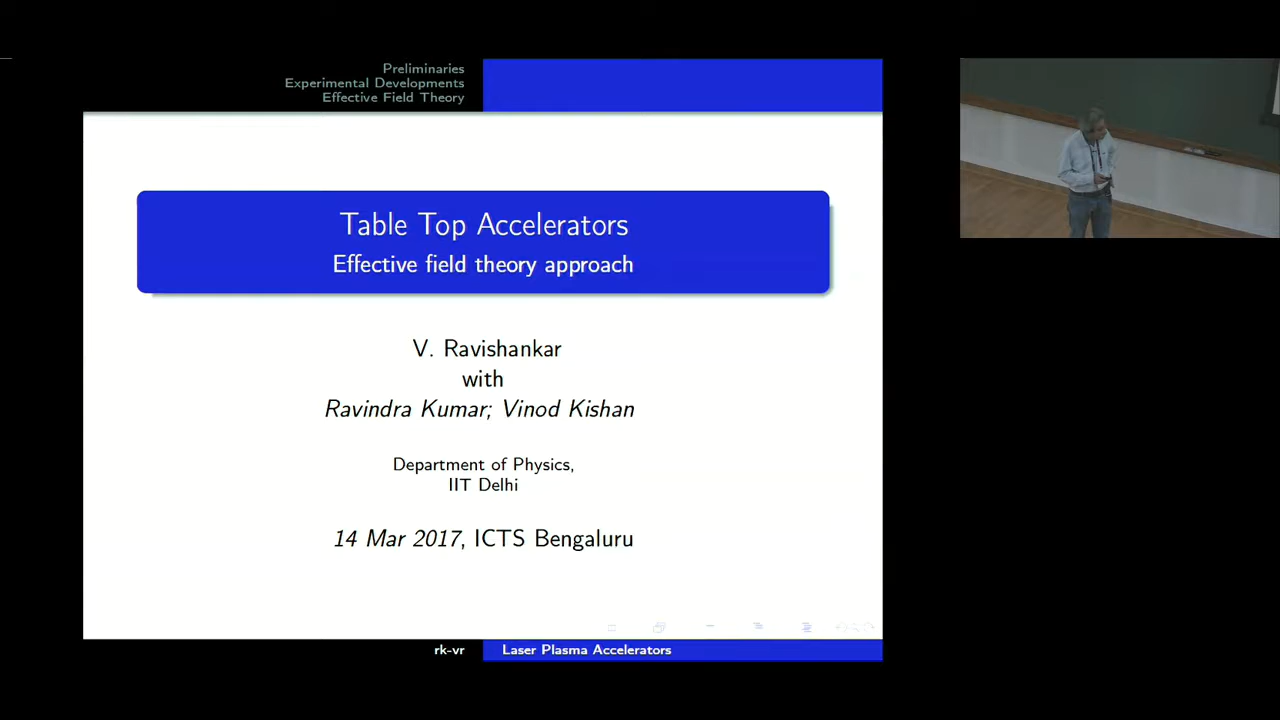 Preliminaries
Experimental Developments
Effective Field Theory
Table Top Accelerators
Effective field theory approach
V. Ravishankar
with
Ravindra Kumar; Vinod Kishan
Department of Physics,
IIT Delhi
14 Mar 2017, ICTS Bengaluru
rk-vr
Laser Plasma Accelerators